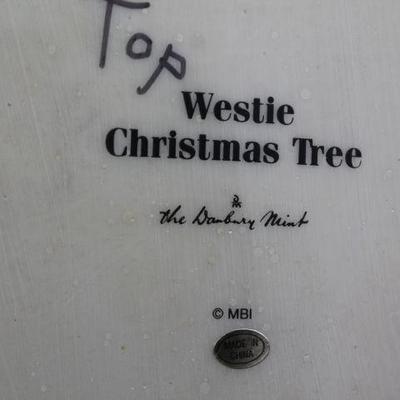 Top
Westie
Christmas Tree
the Danbury Mint
© MBI
MADE IN
CHINA